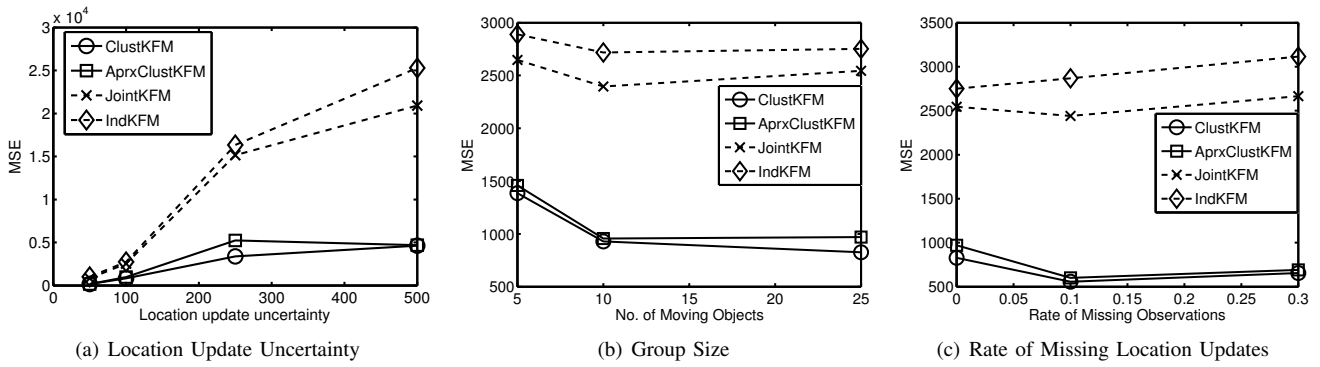 x 10⁴
3
2.5
2
1.5
1
0.5
0
MSE
ClustKFM
AprxClustKFM
JointKFM
IndKFM
0 100 200 300 400 500
Location update uncertainty
(a) Location Update Uncertainty
3000
2500
2000
1500
1000
500
MSE
ClustKFM
AprxClustKFM
JointKFM
IndKFM
5 10 15 20 25
No. of Moving Objects
(b) Group Size
3500
3000
2500
2000
1500
1000
500
MSE
ClustKFM
AprxClustKFM
JointKFM
IndKFM
0 0.05 0.1 0.15 0.2 0.25 0.3
Rate of Missing Observations
(c) Rate of Missing Location Updates